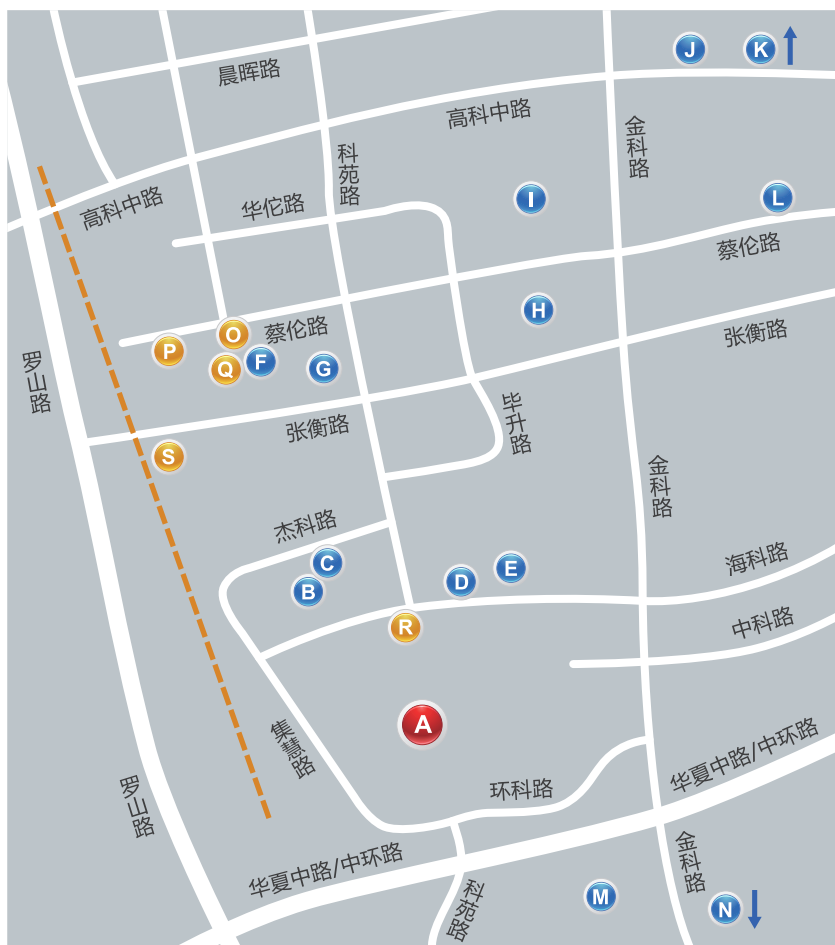 J
K
晨晖路
高科中路
金科路
科苑路
I
L
高科中路
华佗路
蔡伦路
H
O
蔡伦路
张衡路
P
Q
F
G
罗山路
毕升路
张衡路
S
金科路
杰科路
C
B
D
E
海科路
R
中科路
A
集慧路
华夏中路/中环路
罗山路
环科路
金科路
华夏中路/中环路
科苑路
M
N